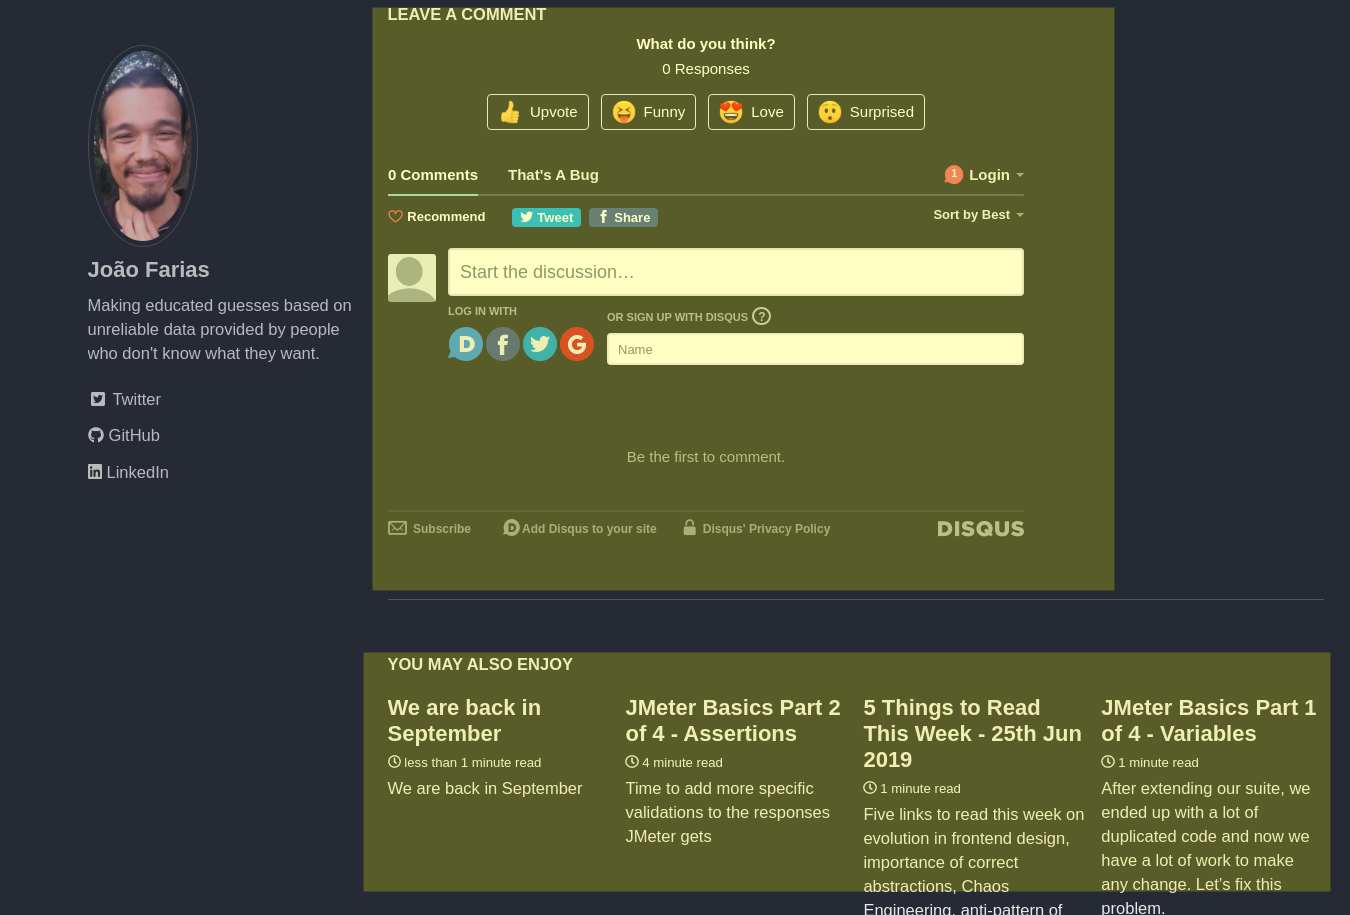 LEAVE A COMMENT
What do you think?
0 Responses
Upvote
Funny
Love
Surprised
0 Comments
That's A Bug
1
Login
Recommend
Tweet
Share
Sort by Best
Start the discussion…
LOG IN WITH
OR SIGN UP WITH DISQUS ?
D
f
G
Name
Be the first to comment.
Subscribe
D Add Disqus to your site
Disqus' Privacy Policy
DISQUS
João Farias
Making educated guesses based on
unreliable data provided by people
who don't know what they want.
Twitter
GitHub
in LinkedIn
YOU MAY ALSO ENJOY
We are back in
September
less than 1 minute read
We are back in September
JMeter Basics Part 2
of 4 - Assertions
4 minute read
Time to add more specific
validations to the responses
JMeter gets
5 Things to Read
This Week - 25th Jun
2019
1 minute read
Five links to read this week on
evolution in frontend design,
importance of correct
abstractions, Chaos
Engineering, anti-pattern of
JMeter Basics Part 1
of 4 - Variables
1 minute read
After extending our suite, we
ended up with a lot of
duplicated code and now we
have a lot of work to make
any change. Let’s fix this
problem.